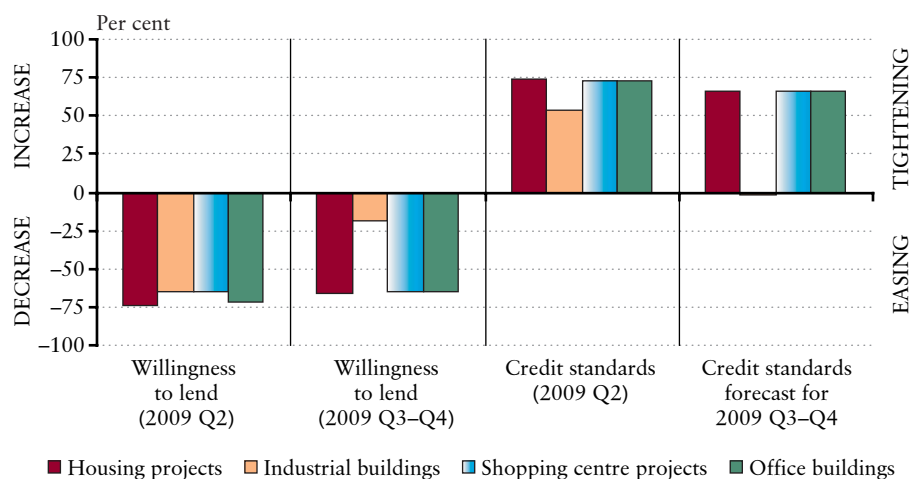 Per cent
100
75
50
25
0
−25
−50
−75
−100
INCREASE
DECREASE
TIGHTENING
EASING
Willingness
to lend
(2009 Q2)
Willingness
to lend
(2009 Q3–Q4)
Credit standards
(2009 Q2)
Credit standards
forecast for
2009 Q3–Q4
Housing projects
Industrial buildings
Shopping centre projects
Office buildings